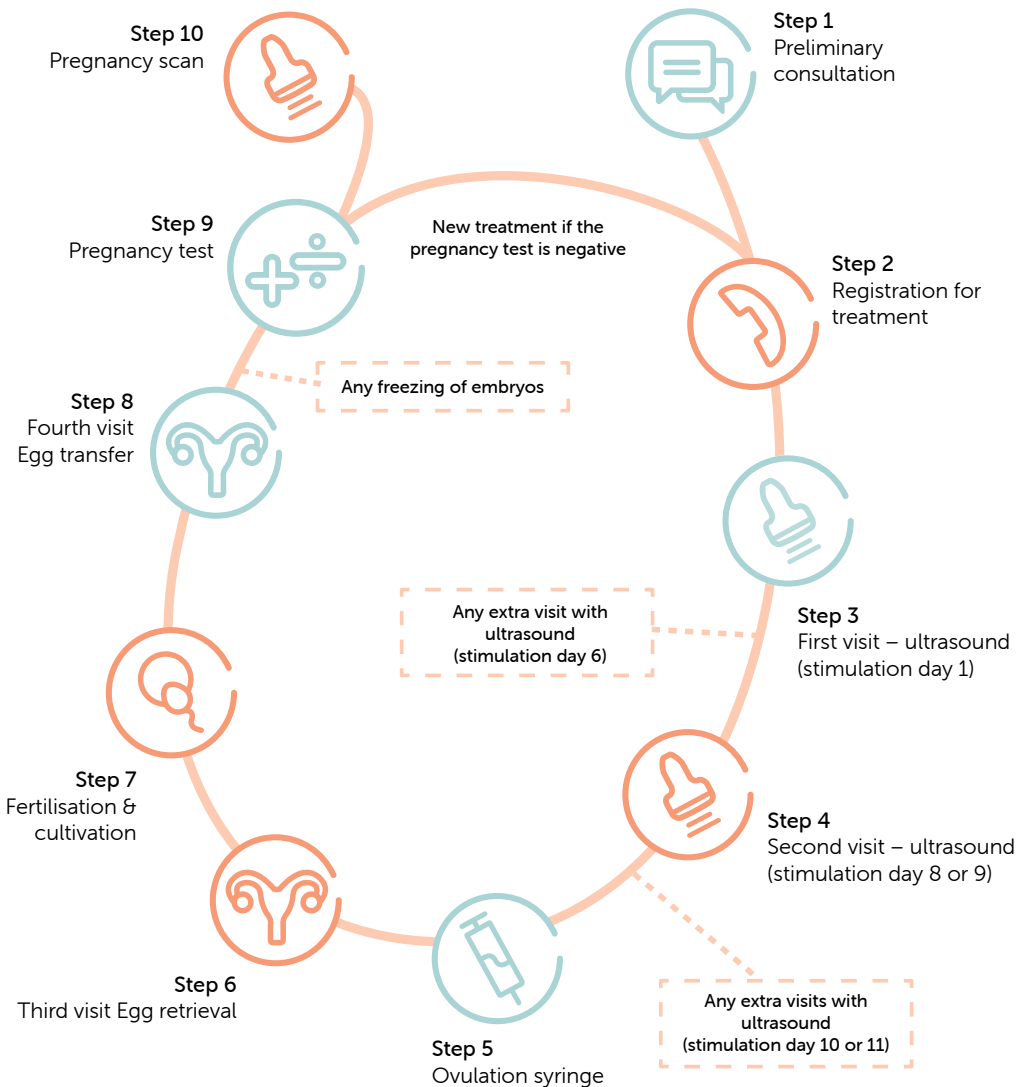 Step 1
Preliminary
consultation
Step 2
Registration for
treatment
Step 3
First visit – ultrasound
(stimulation day 1)
Any extra visit with
ultrasound
(stimulation day 6)
Step 4
Second visit – ultrasound
(stimulation day 8 or 9)
Any extra visits with
ultrasound
(stimulation day 10 or 11)
Step 5
Ovulation syringe
Step 6
Third visit Egg retrieval
Step 7
Fertilisation &
cultivation
Step 8
Fourth visit
Egg transfer
Any freezing of embryos
Step 9
Pregnancy test
New treatment if the
pregnancy test is negative
Step 10
Pregnancy scan